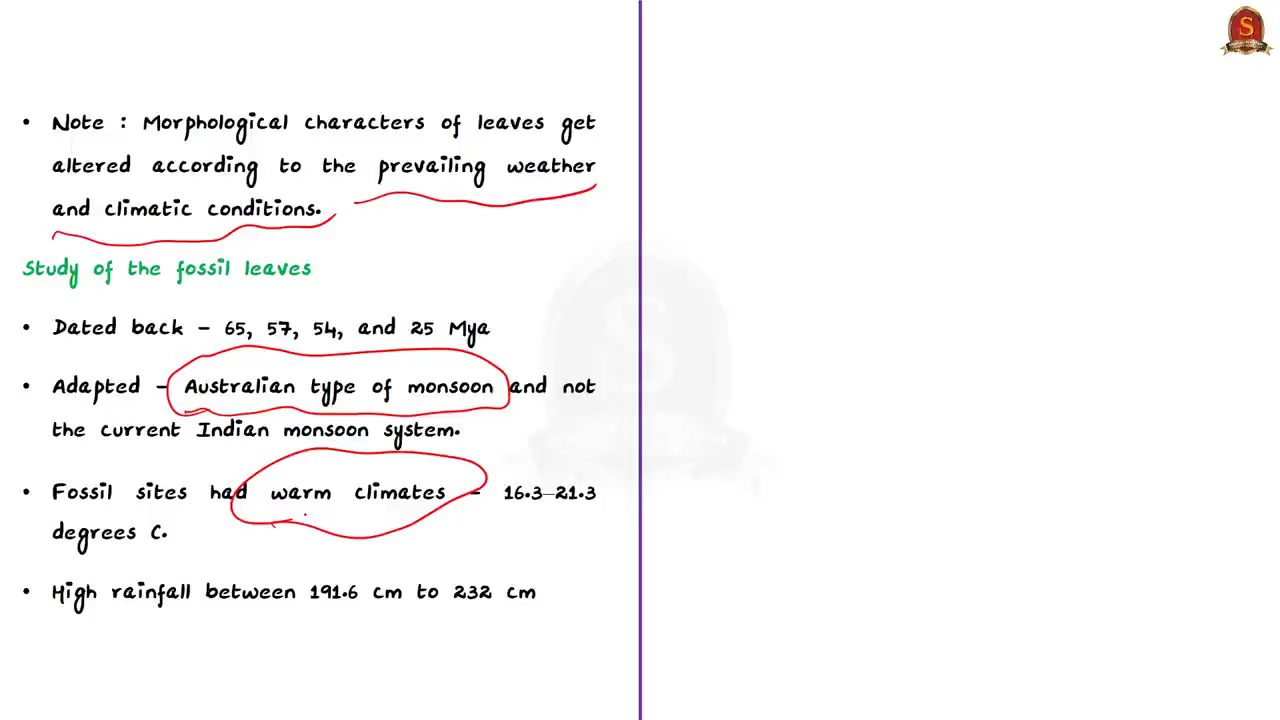 • Note : Morphological characters of leaves get
altered according to the prevailing weather
and climatic conditions.
Study of the fossil leaves
• Dated back – 65, 57, 54, and 25 Mya
• Adapted – Australian type of monsoon and not
the current Indian monsoon system.
• Fossil sites had warm climates – 16.3–21.3
degrees C.
• High rainfall between 191.6 cm to 232 cm
S
S